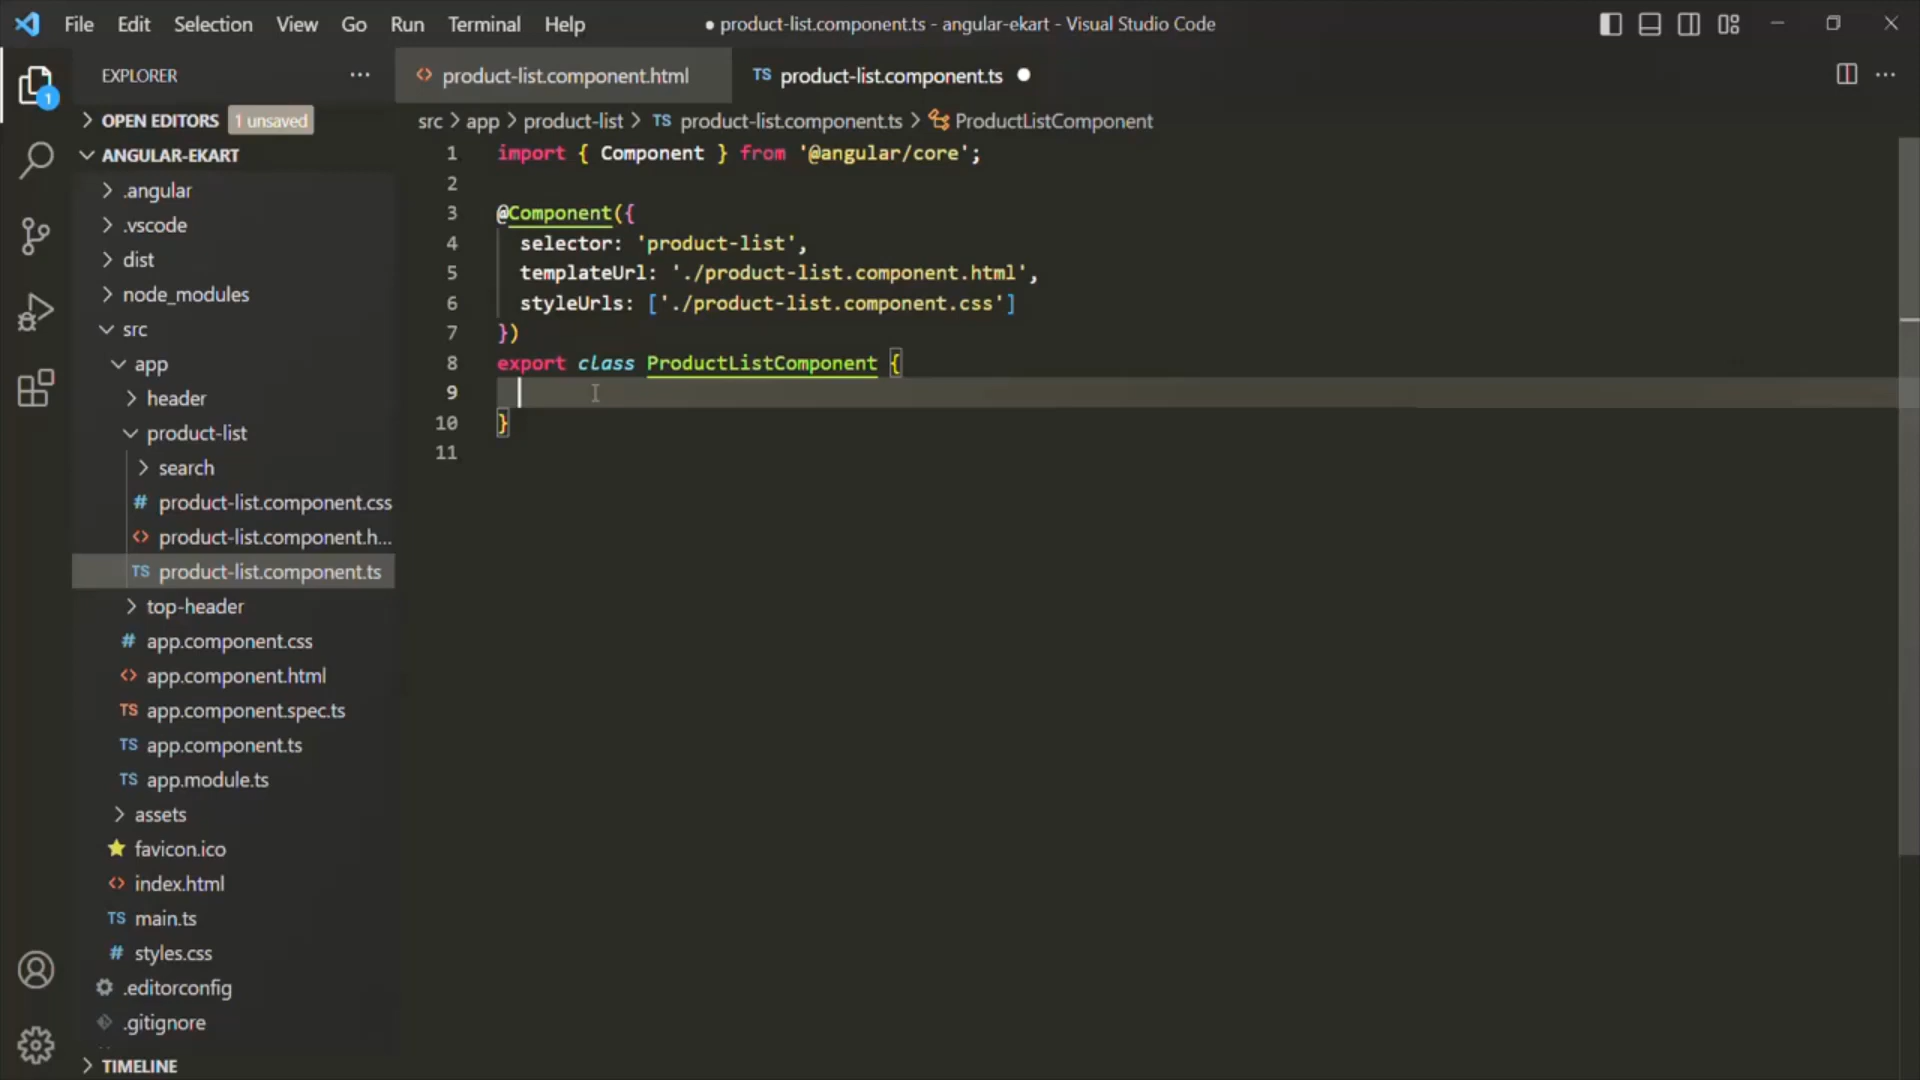 File Edit Selection View Go Run Terminal Help
● product-list.component.ts - angular-ekart - Visual Studio Code
EXPLORER
1
OPEN EDITORS 1 unsaved
ANGULAR-EKART
.angular
.vscode
dist
node_modules
src
app
header
product-list
search
# product-list.component.css
<> product-list.component.h...
TS product-list.component.ts
top-header
# app.component.css
<> app.component.html
TS app.component.spec.ts
TS app.component.ts
TS app.module.ts
assets
favicon.ico
<> index.html
TS main.ts
# styles.css
.editorconfig
.gitignore
TIMELINE
<> product-list.component.html
TS product-list.component.ts ●
src > app > product-list > TS product-list.component.ts > ProductListComponent
1 import { Component } from '@angular/core';
2
3 @Component({
4 selector: 'product-list',
5 templateUrl: './product-list.component.html',
6 styleUrls: ['./product-list.component.css']
7 })
8 export class ProductListComponent {
9
10 }
11